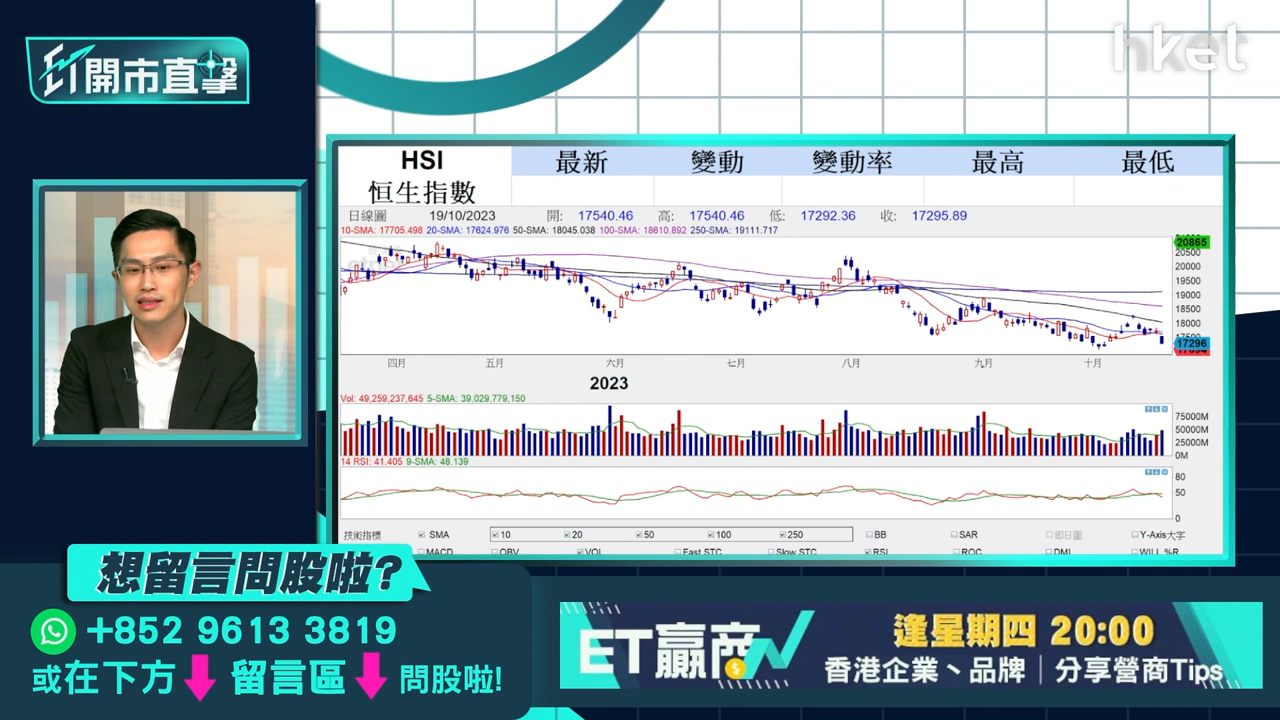 ET開市直擊
hket
HSI
恒生指數
最新 變動 變動率 最高 最低
日線圖 19/10/2023 開: 17540.46 高: 17540.46 低: 17292.36 收: 17295.89
10-SMA: 17705.498 20-SMA: 17624.976 50-SMA: 18045.038 100-SMA: 18610.892 250-SMA: 19111.717
20865
20500
20000
19500
19000
18500
18000
17296
四月 五月 六月 七月 八月 九月 十月
2023
Vol: 49,259,237,645 5-SMA: 39,029,779,150
75000M
50000M
25000M
0M
14 RSI: 41.405 9-SMA: 48.139
80
50
0
技術指標 SMA 10 20 50 100 250 BB SAR 即日圖 Y-Axis大字
MACD OBV VOL Fast STC Slow STC RSI ROC DMI WILL %R
想留言問股啦?
+852 9613 3819
或在下方 留言區 問股啦!
ET贏商
逢星期四 20:00
香港企業、品牌｜分享營商Tips